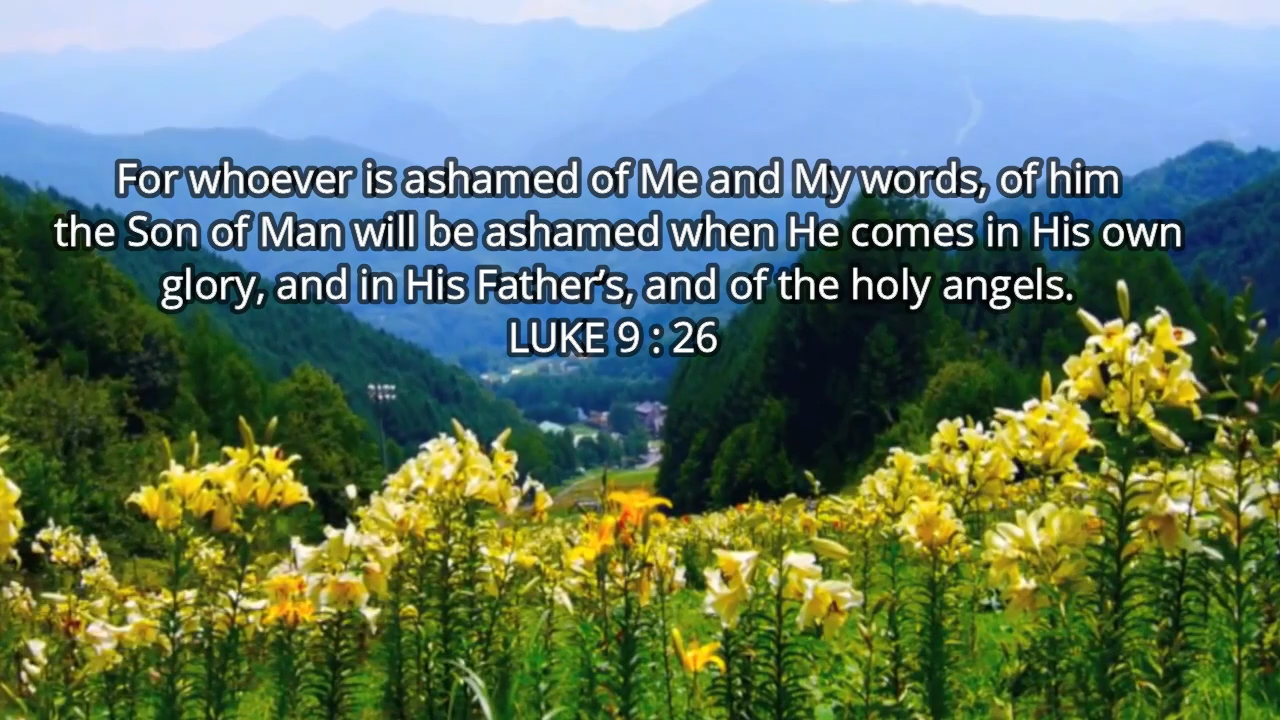 For whoever is ashamed of Me and My words, of him
the Son of Man will be ashamed when He comes in His own
glory, and in His Father’s, and of the holy angels.
LUKE 9 : 26